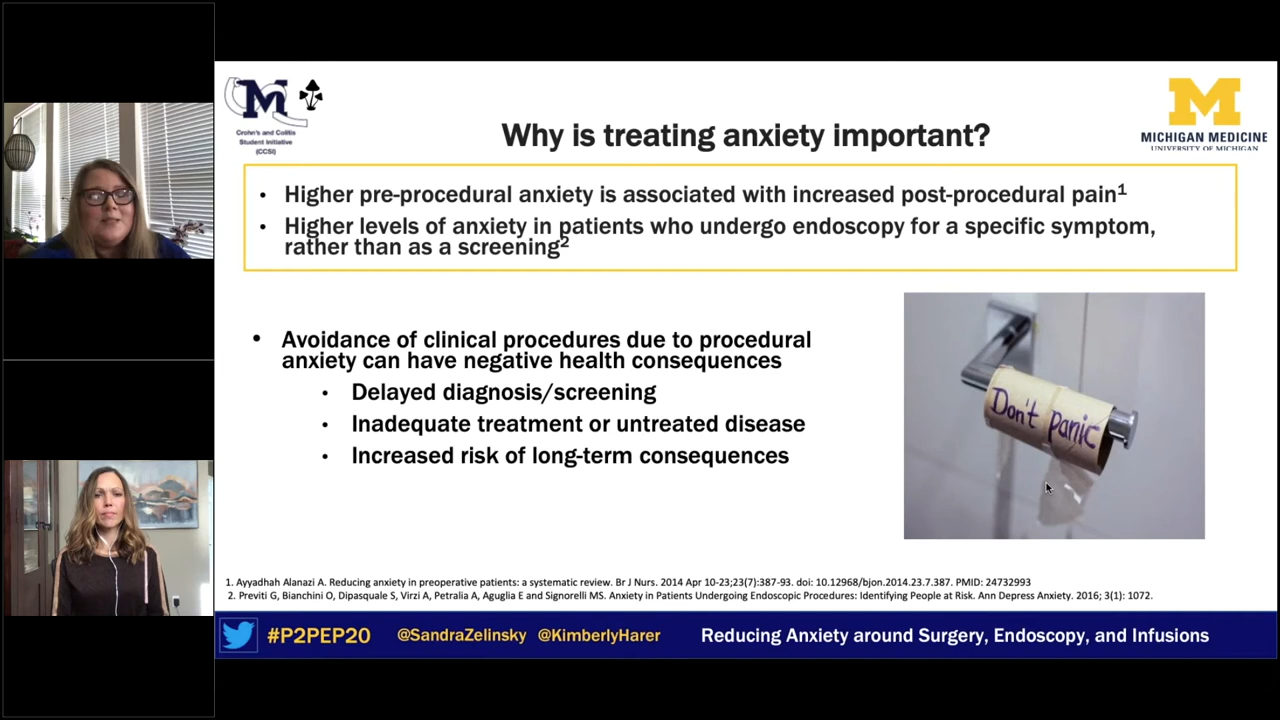 M
Crohn's and Colitis
Student Initiative
(CCSI)
M
MICHIGAN MEDICINE
UNIVERSITY OF MICHIGAN
Why is treating anxiety important?
• Higher pre-procedural anxiety is associated with increased post-procedural pain¹
• Higher levels of anxiety in patients who undergo endoscopy for a specific symptom,
rather than as a screening²
• Avoidance of clinical procedures due to procedural
anxiety can have negative health consequences
• Delayed diagnosis/screening
• Inadequate treatment or untreated disease
• Increased risk of long-term consequences
Don't panic
1. Ayyadhah Alanazi A. Reducing anxiety in preoperative patients: a systematic review. Br J Nurs. 2014 Apr 10-23;23(7):387-93. doi: 10.12968/bjon.2014.23.7.387. PMID: 24732993
2. Previti G, Bianchini O, Dipasquale S, Virzi A, Petralia A, Aguglia E and Signorelli MS. Anxiety in Patients Undergoing Endoscopic Procedures: Identifying People at Risk. Ann Depress Anxiety. 2016; 3(1): 1072.
#P2PEP20 @SandraZelinsky @KimberlyHarer Reducing Anxiety around Surgery, Endoscopy, and Infusions